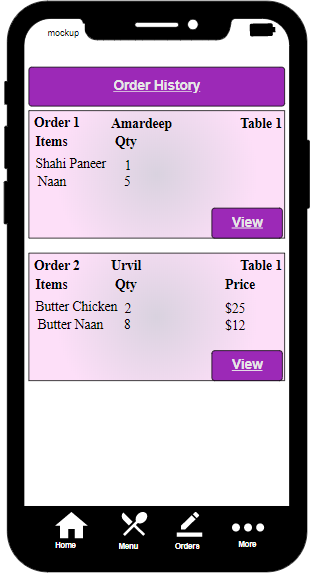 mockup
Order History
Order 1 Amardeep Table 1
Items Qty
Shahi Paneer 1
Naan 5
View
Order 2 Urvil Table 1
Items Qty Price
Butter Chicken 2 $25
Butter Naan 8 $12
View
Home Menu Orders More